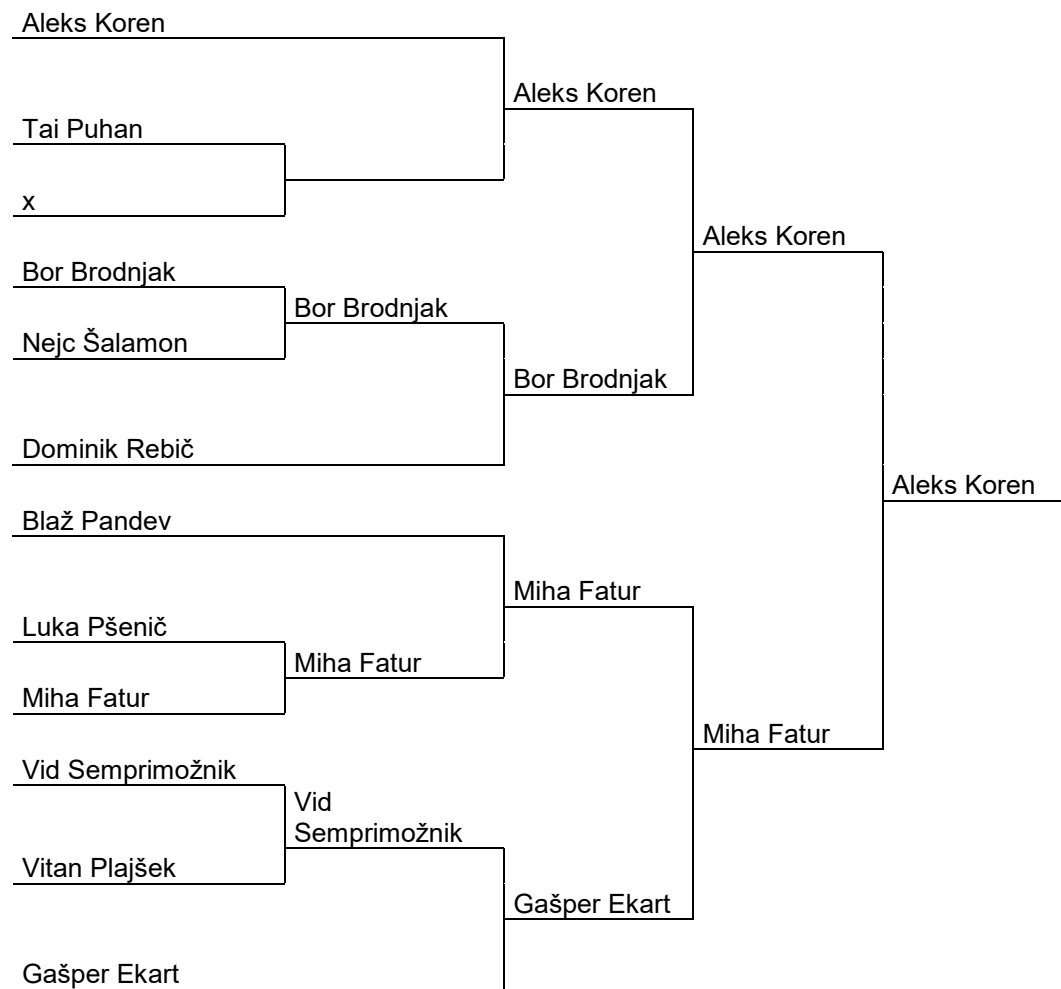 Aleks Koren
Aleks Koren
Tai Puhan
x
Aleks Koren
Bor Brodnjak
Bor Brodnjak
Nejc Šalamon
Bor Brodnjak
Dominik Rebič
Aleks Koren
Blaž Pandev
Miha Fatur
Luka Pšenič
Miha Fatur
Miha Fatur
Miha Fatur
Vid Semprimožnik
Vid
Semprimožnik
Vitan Plajšek
Gašper Ekart
Gašper Ekart